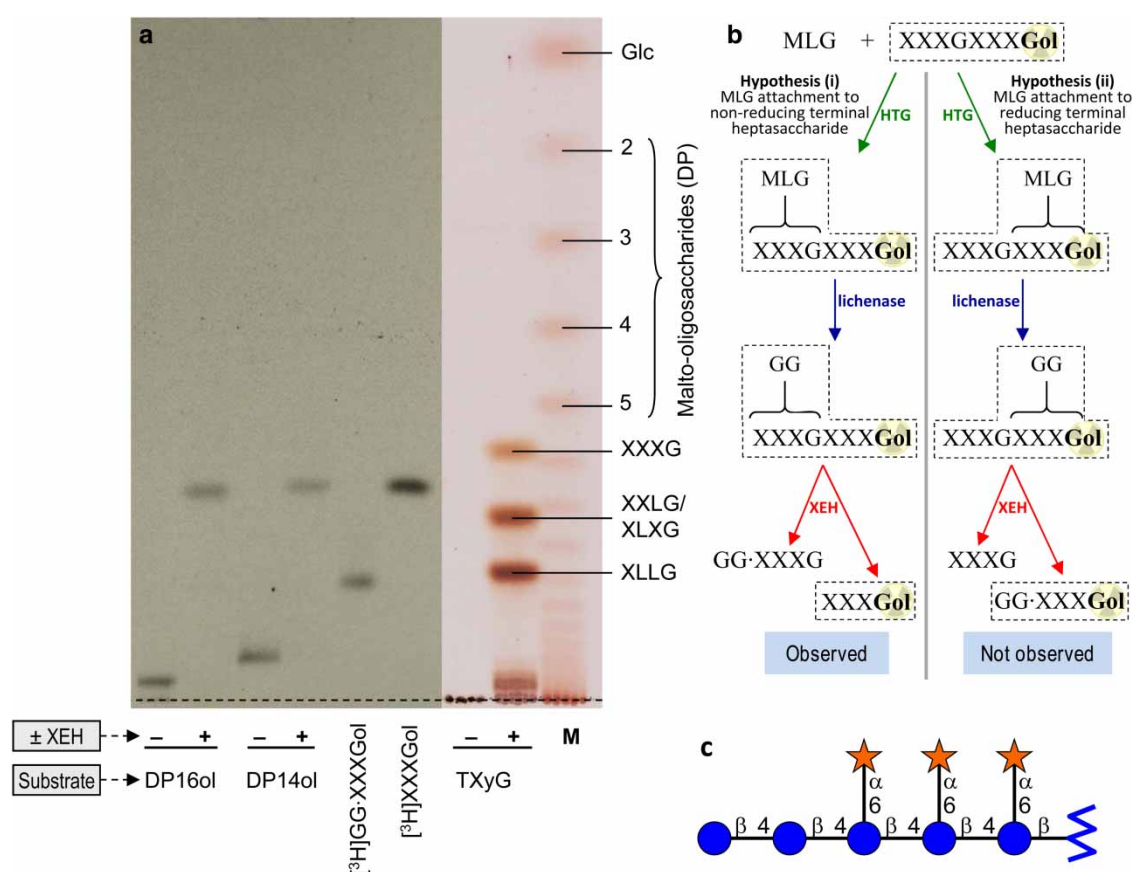 a
Glc
2
3
4
5
Malto-oligosaccharides (DP)
XXXG
XXLG/
XLXG
XLLG
± XEH
– + – + – + M
Substrate
DP16ol DP14ol [³H]GG·XXXGol [³H]XXXGol TXyG
b
MLG + XXXGXXXGol
Hypothesis (i)
MLG attachment to
non-reducing terminal
heptasaccharide
HTG
HTG
Hypothesis (ii)
MLG attachment to
reducing terminal
heptasaccharide
MLG
XXXGXXXGol
MLG
XXXGXXXGol
lichenase
lichenase
GG
XXXGXXXGol
GG
XXXGXXXGol
XEH
XEH
GG·XXXG
XXXGol
XXXG
GG·XXXGol
Observed
Not observed
c
α α α
6 6 6
β 4 β 4 β 4 β 4 β